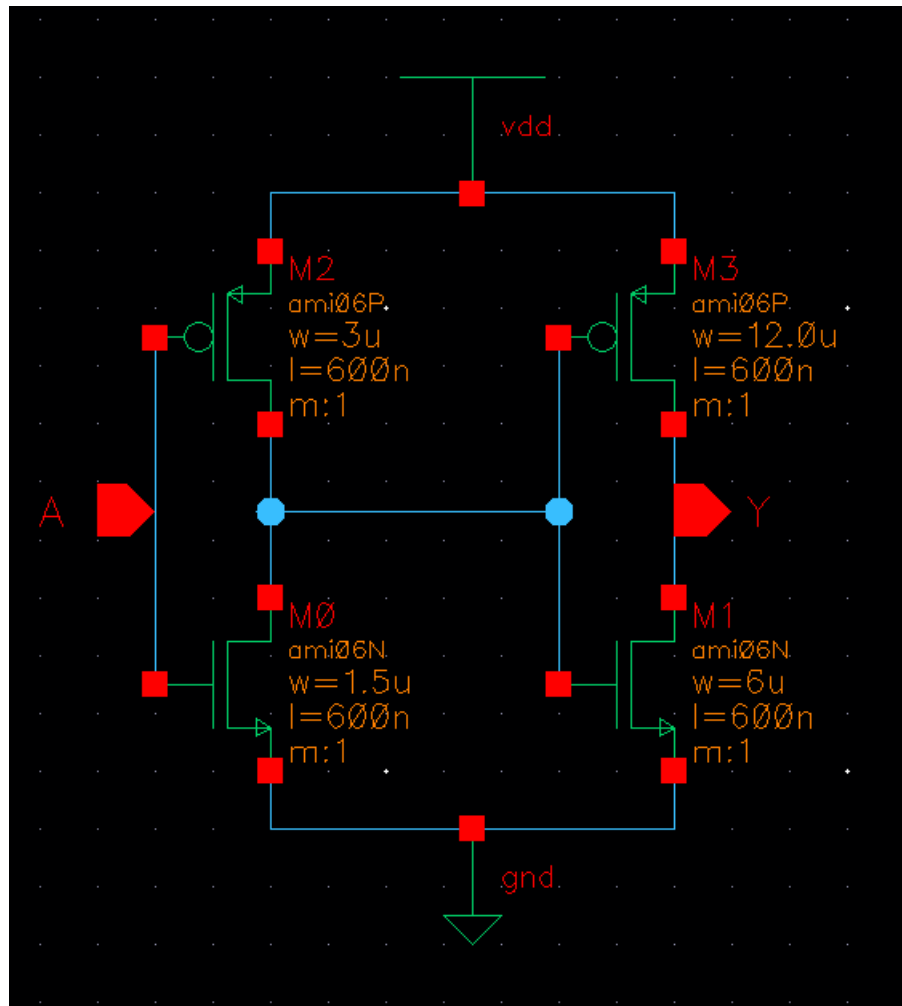 vdd
M2
ami06P
w=3u
l=600n
m:1
M3
ami06P
w=12.0u
l=600n
m:1
A
Y
M0
ami06N
w=1.5u
l=600n
m:1
M1
ami06N
w=6u
l=600n
m:1
gnd